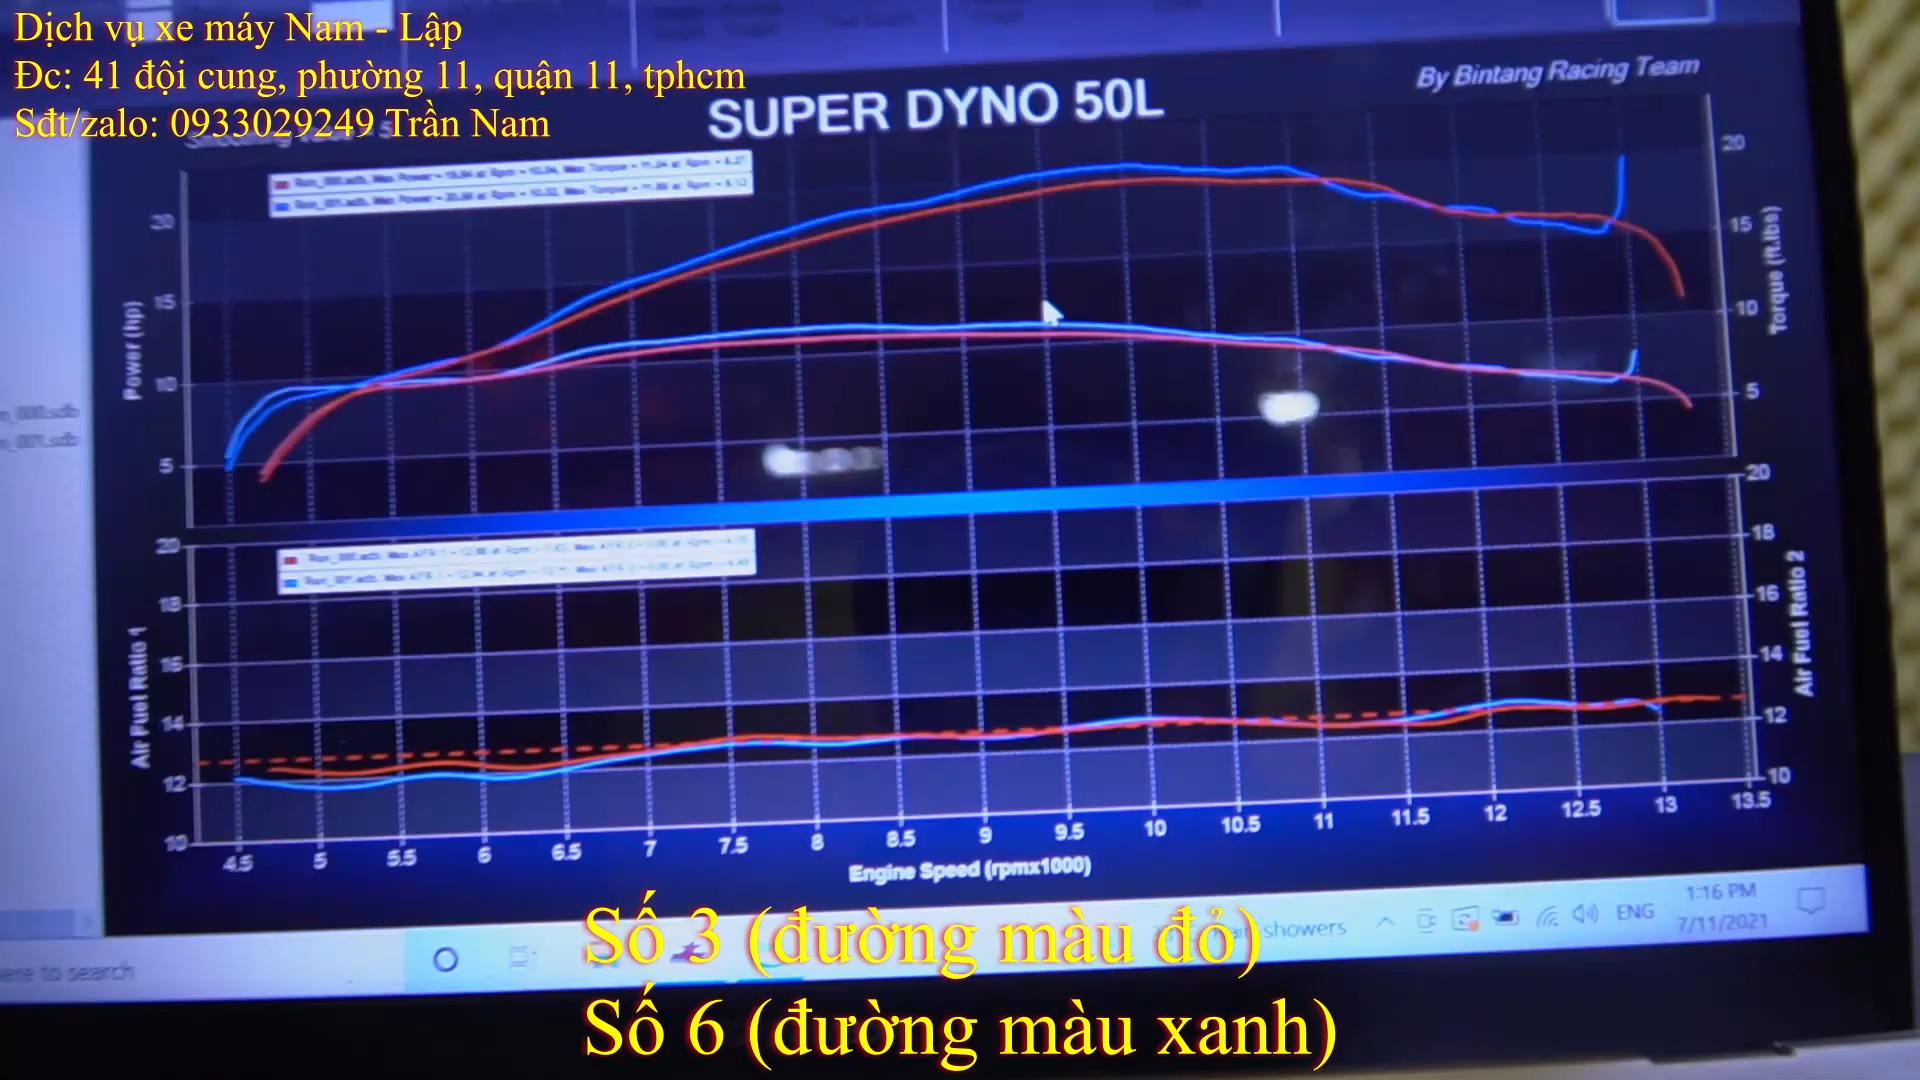 Dịch vụ xe máy Nam - Lập
Đc: 41 đội cung, phường 11, quận 11, tphcm
Sđt/zalo: 0933029249 Trần Nam
SUPER DYNO 50L
By Bintang Racing Team
20
15
10
5
Power (hp)
20
15
10
5
Torque (ft.lbs)
20
18
16
14
12
10
Air Fuel Ratio 1
20
18
16
14
12
10
Air Fuel Ratio 2
4.5 5 5.5 6 6.5 7 7.5 8 8.5 9 9.5 10 10.5 11 11.5 12 12.5 13 13.5
Engine Speed (rpmx1000)
ere to search
showers
ENG
1:16 PM
7/11/2021
Số 3 (đường màu đỏ)
Số 6 (đường màu xanh)